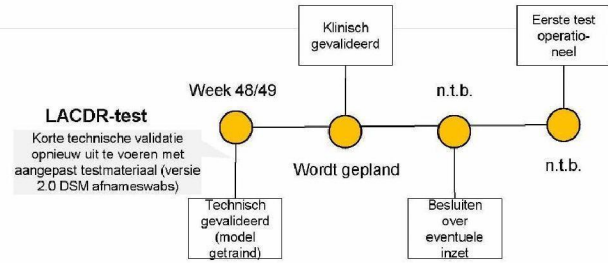 Klinisch
gevalideerd
Eerste test
operatio-
neel
Week 48/49
n.t.b.
LACDR-test
Korte technische validatie
opnieuw uit te voeren met
aangepast testmateriaal (versie
2.0 DSM afnameswabs)
Wordt gepland
n.t.b.
Technisch
gevalideerd
(model
getraind)
Besluiten
over
eventuele
inzet